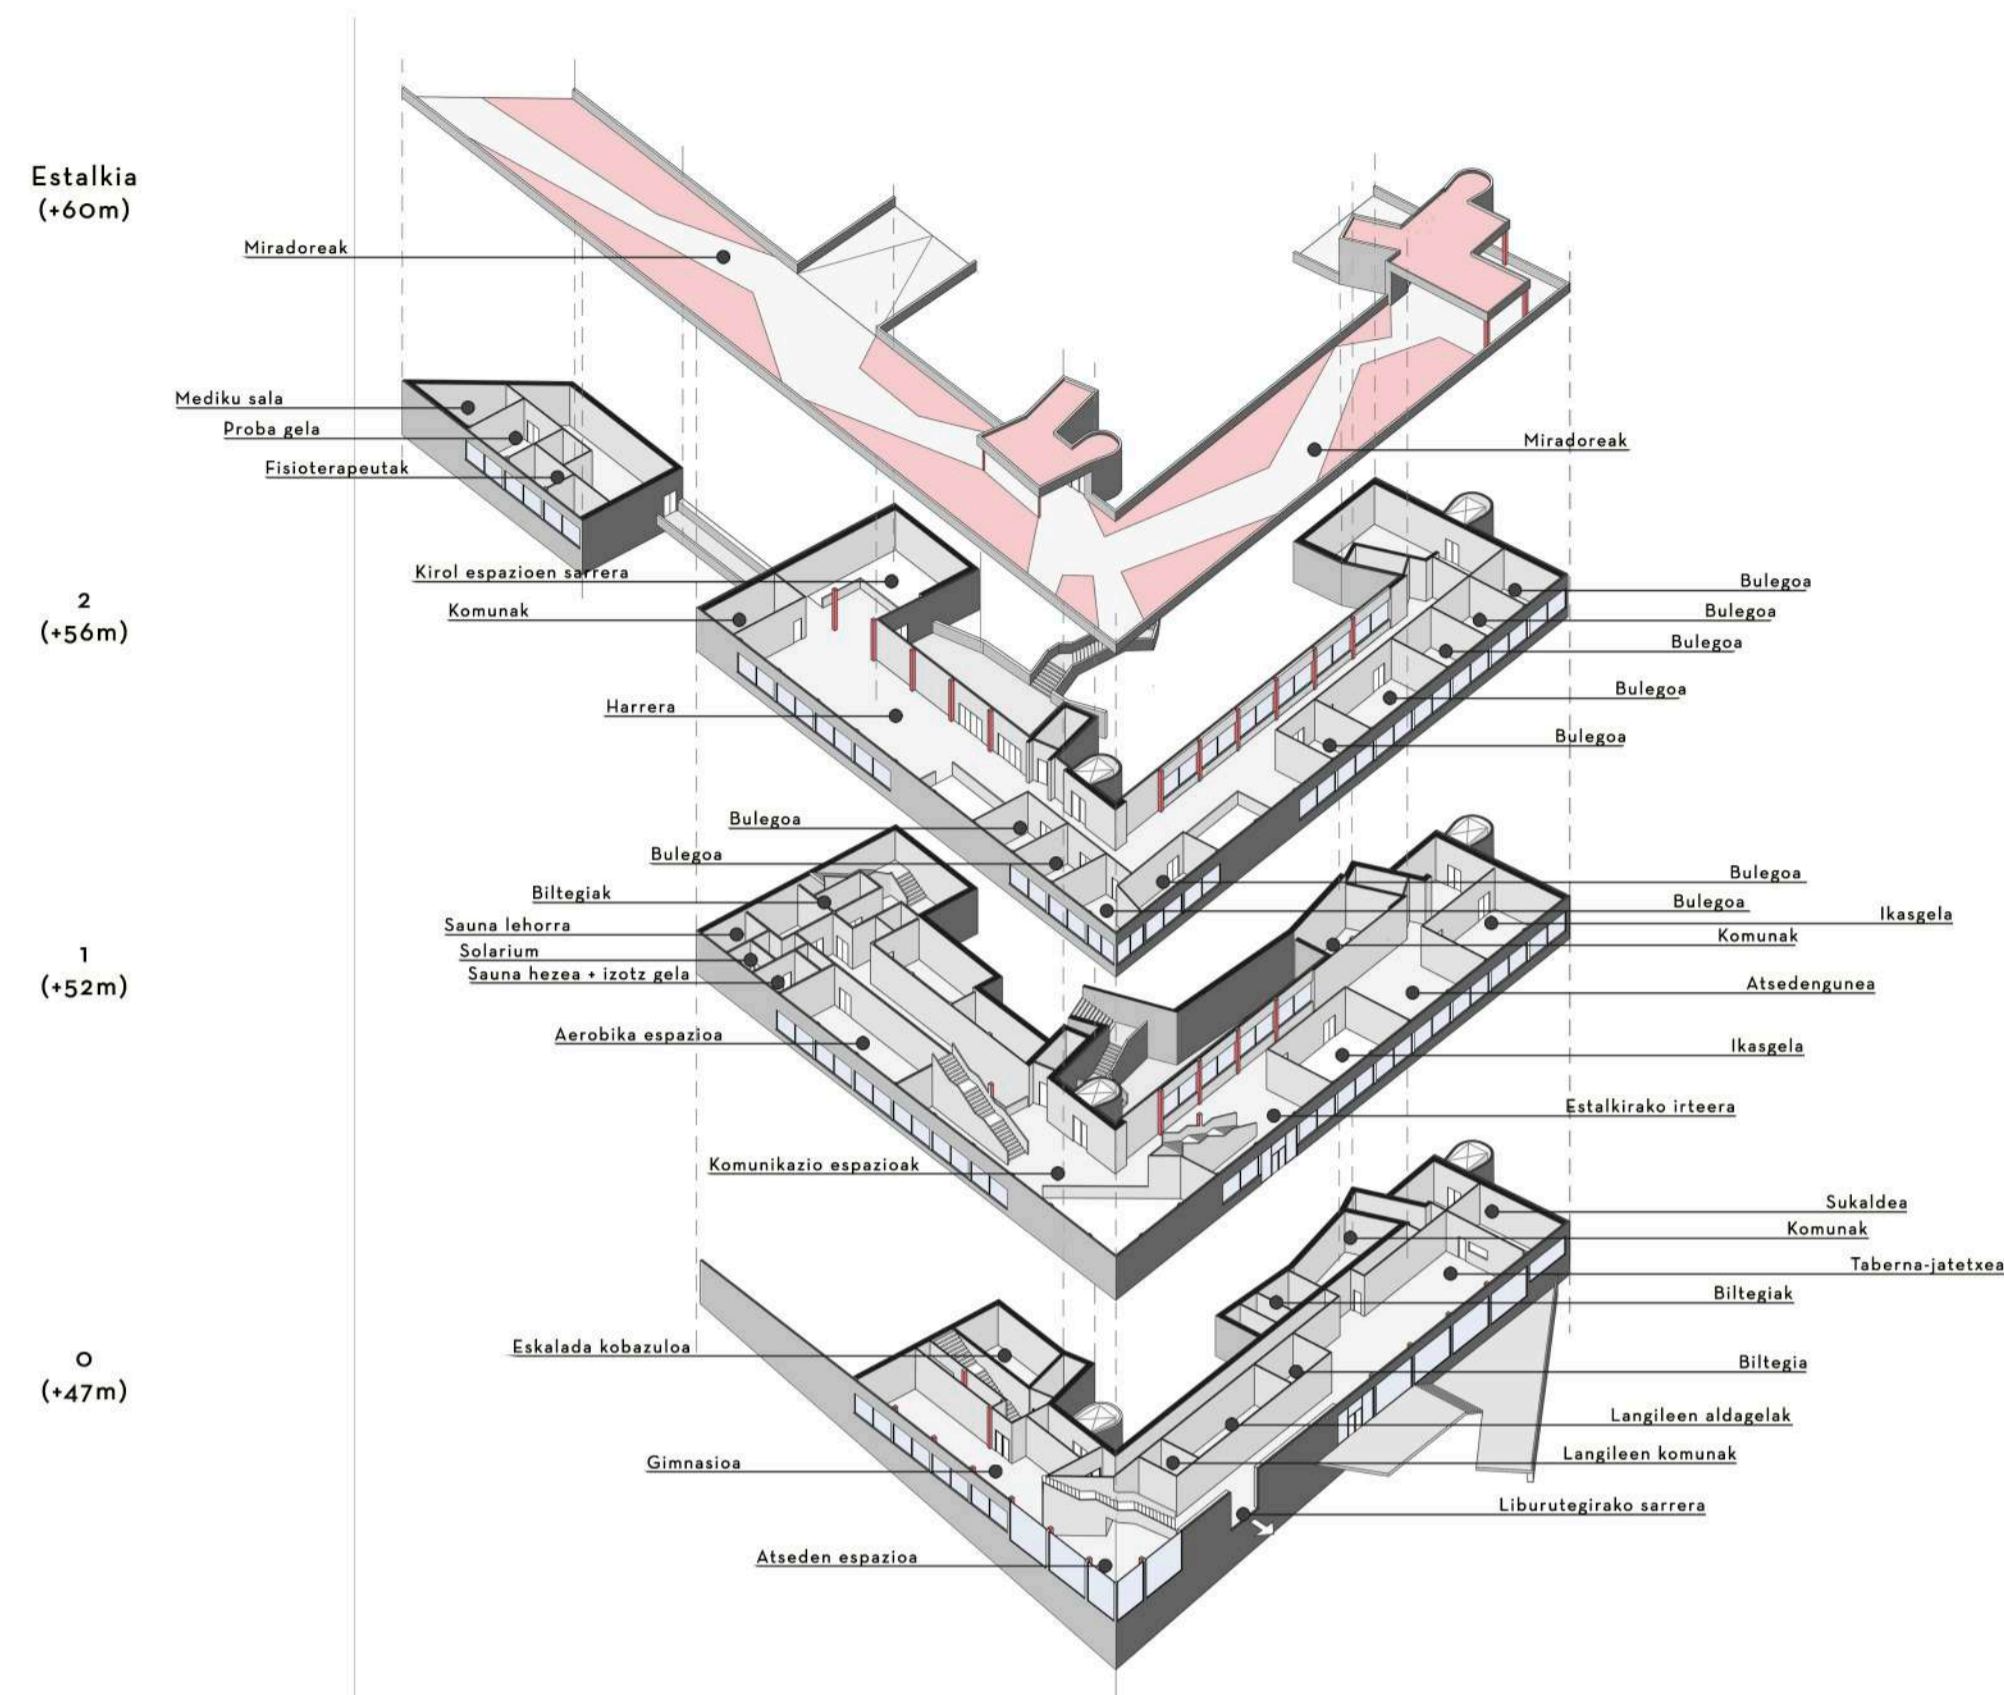 Estalkia
(+60m)
Miradoreak
Miradoreak
Mediku sala
Proba gela
Fisioterapeutak
2
(+56m)
Kirol espazioen sarrera
Komunak
Harrera
Bulegoa
Bulegoa
Bulegoa
Bulegoa
Bulegoa
Bulegoa
Bulegoa
Bulegoa
Bulegoa
1
(+52m)
Biltegiak
Sauna lehorra
Solarium
Sauna hezea + izotz gela
Aerobika espazioa
Komunikazio espazioak
Ikasgela
Komunak
Atsedengunea
Ikasgela
Estalkirako irteera
0
(+47m)
Eskalada kobazuloa
Gimnasioa
Atseden espazioa
Sukaldea
Komunak
Taberna-jatetxea
Biltegiak
Biltegia
Langileen aldagelak
Langileen komunak
Liburutegirako sarrera